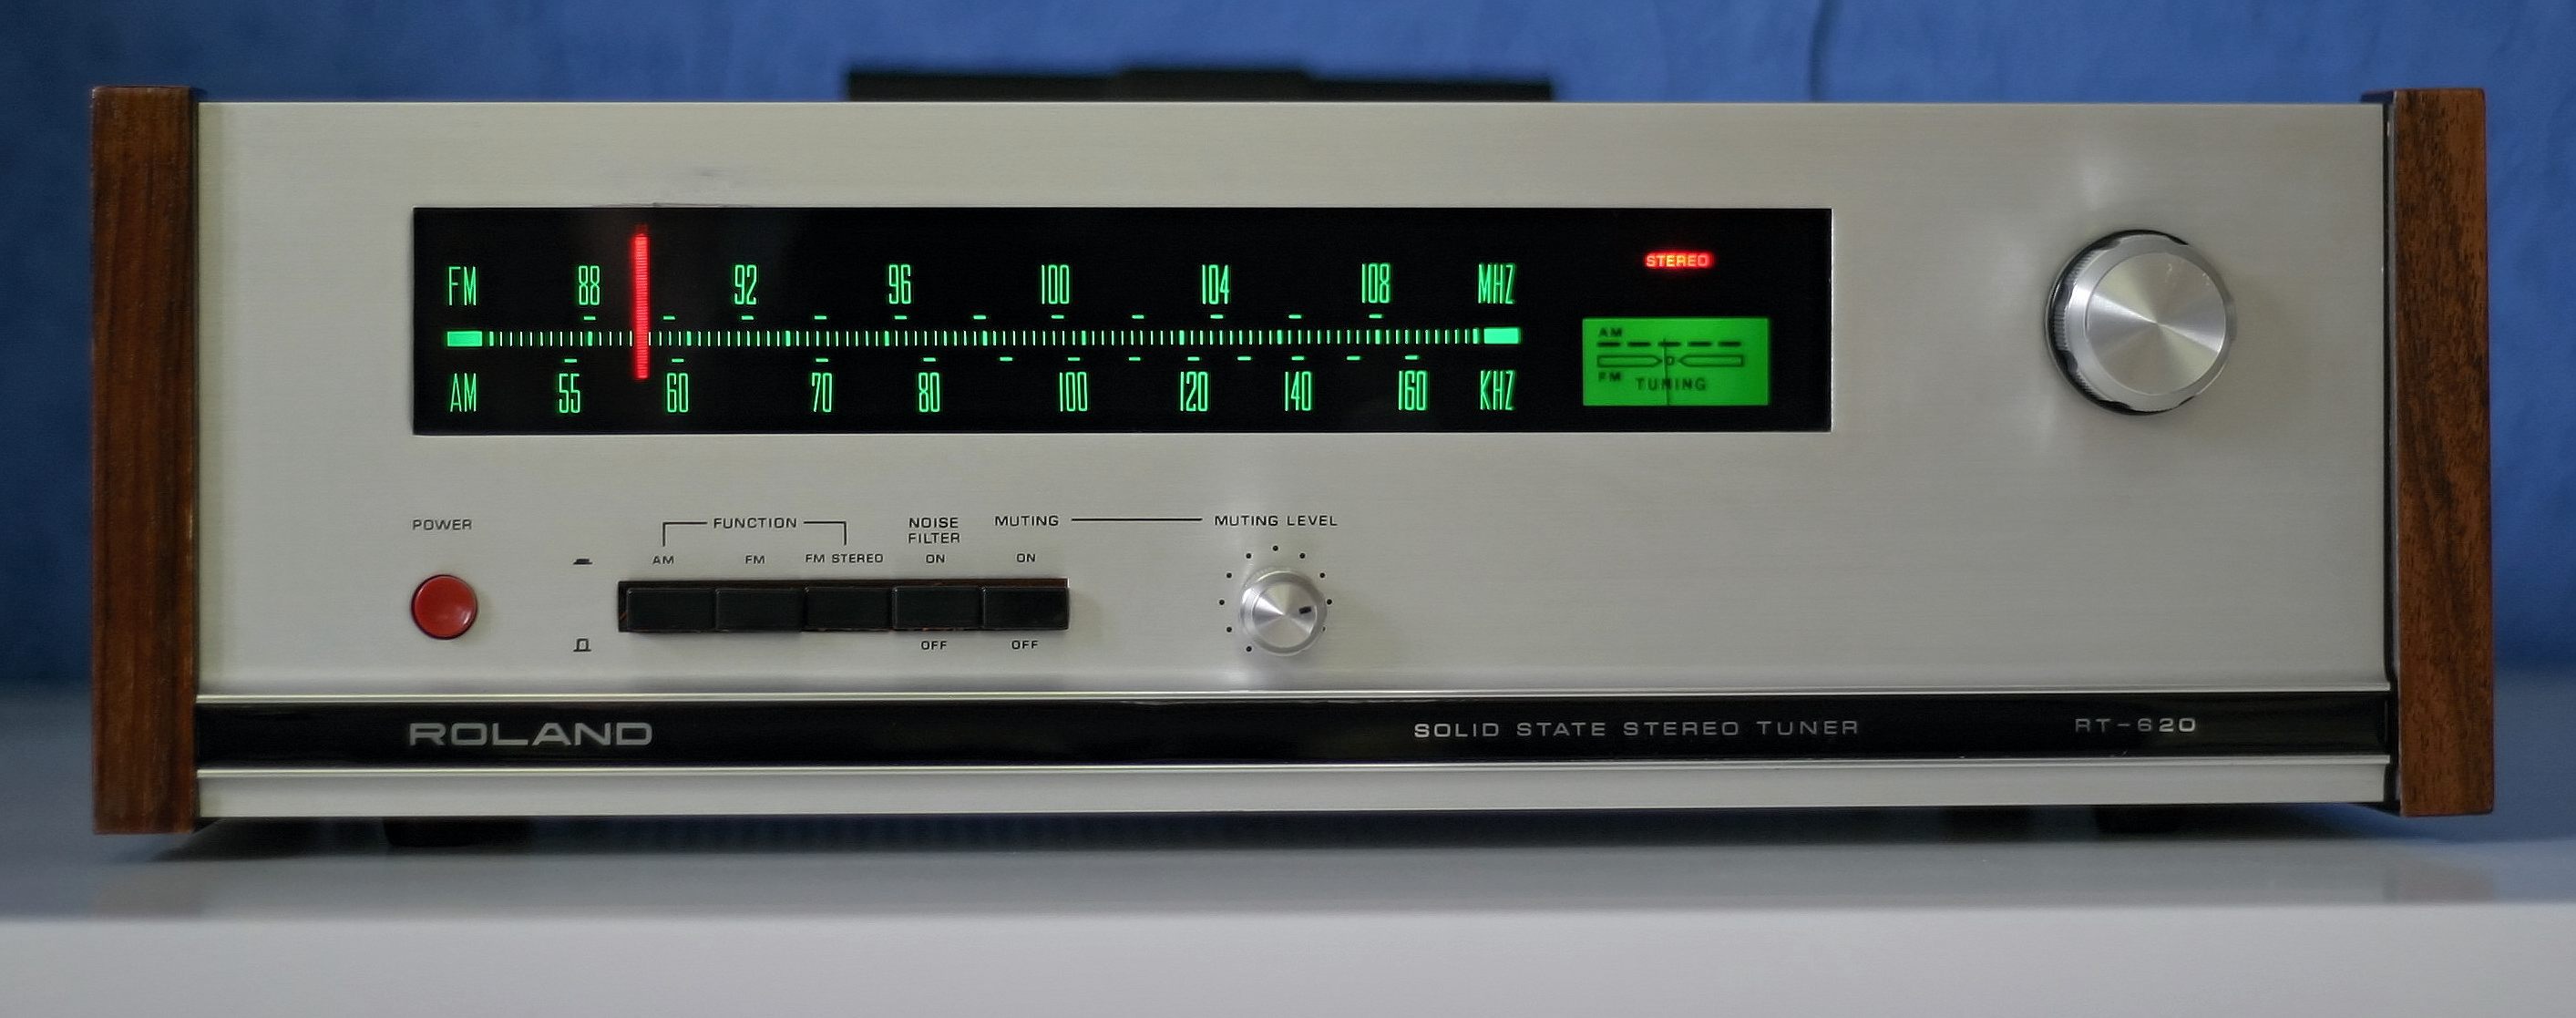 STEREO
FM 88 92 96 100 104 108 MHZ
AM 55 60 70 80 100 120 140 160 KHZ
AM
FM TUNING
POWER
FUNCTION
AM FM FM STEREO
NOISE
FILTER
ON
OFF
MUTING
ON
OFF
MUTING LEVEL
ROLAND SOLID STATE STEREO TUNER RT-620